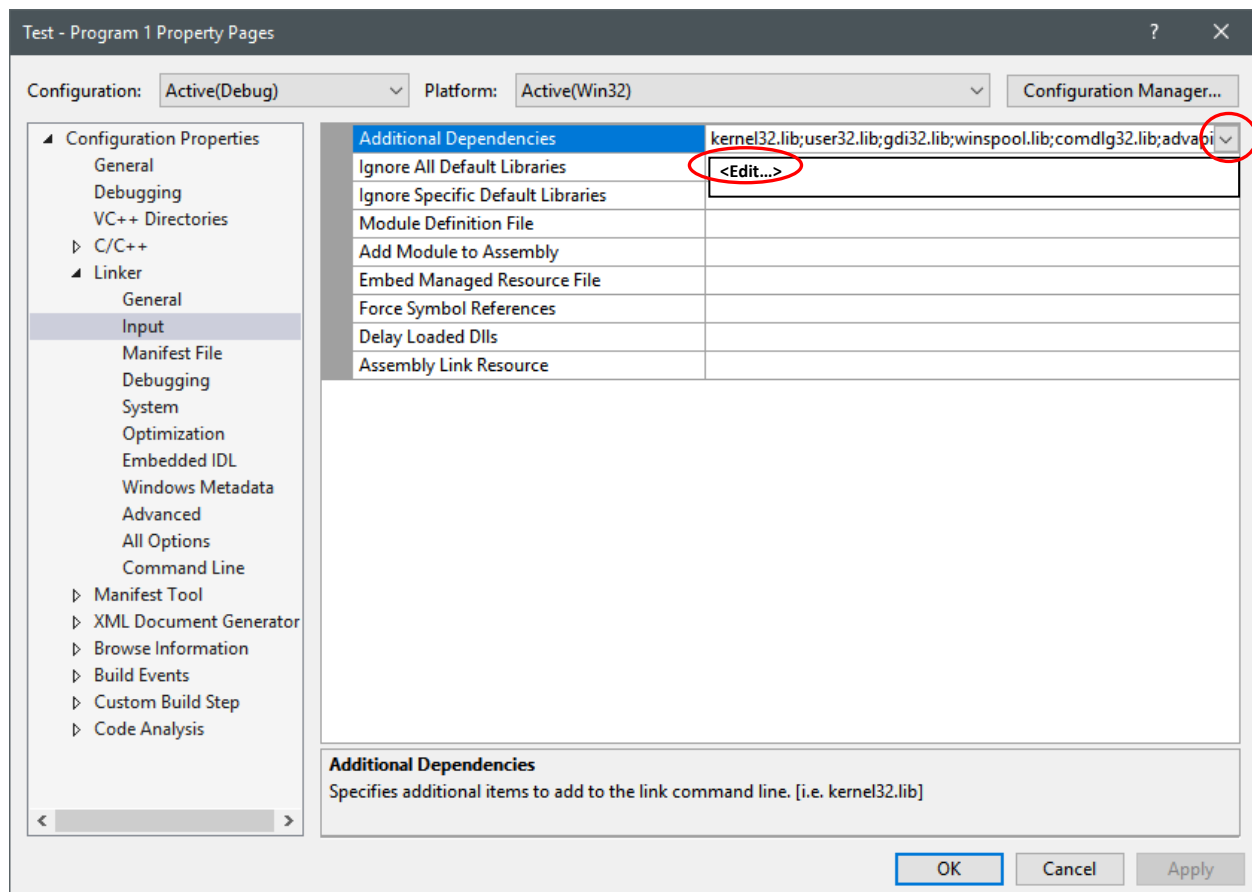 Test - Program 1 Property Pages
?
Configuration: Active(Debug) Platform: Active(Win32) Configuration Manager...
Configuration Properties
General
Debugging
VC++ Directories
C/C++
Linker
General
Input
Manifest File
Debugging
System
Optimization
Embedded IDL
Windows Metadata
Advanced
All Options
Command Line
Manifest Tool
XML Document Generator
Browse Information
Build Events
Custom Build Step
Code Analysis
Additional Dependencies kernel32.lib;user32.lib;gdi32.lib;winspool.lib;comdlg32.lib;advapi
Ignore All Default Libraries <Edit...>
Ignore Specific Default Libraries
Module Definition File
Add Module to Assembly
Embed Managed Resource File
Force Symbol References
Delay Loaded Dlls
Assembly Link Resource
Additional Dependencies
Specifies additional items to add to the link command line. [i.e. kernel32.lib]
OK Cancel Apply